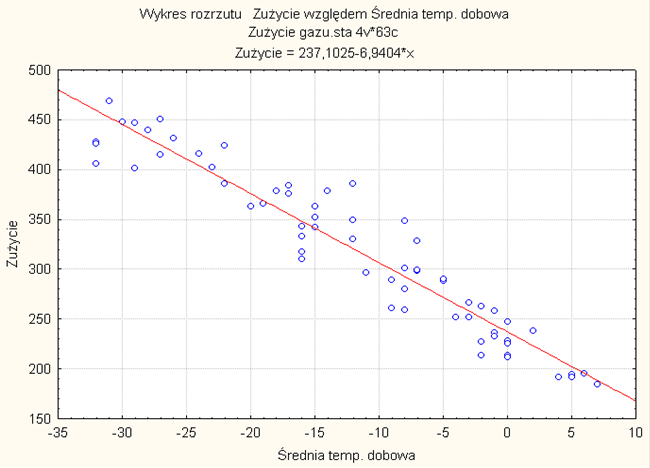 Wykres rozrzutu Zużycie względem Średnia temp. dobowa
Zużycie gazu.sta 4v*63c
Zużycie = 237,1025-6,9404*x
500
450
400
350
300
250
200
150
Zużycie
-35 -30 -25 -20 -15 -10 -5 0 5 10
Średnia temp. dobowa